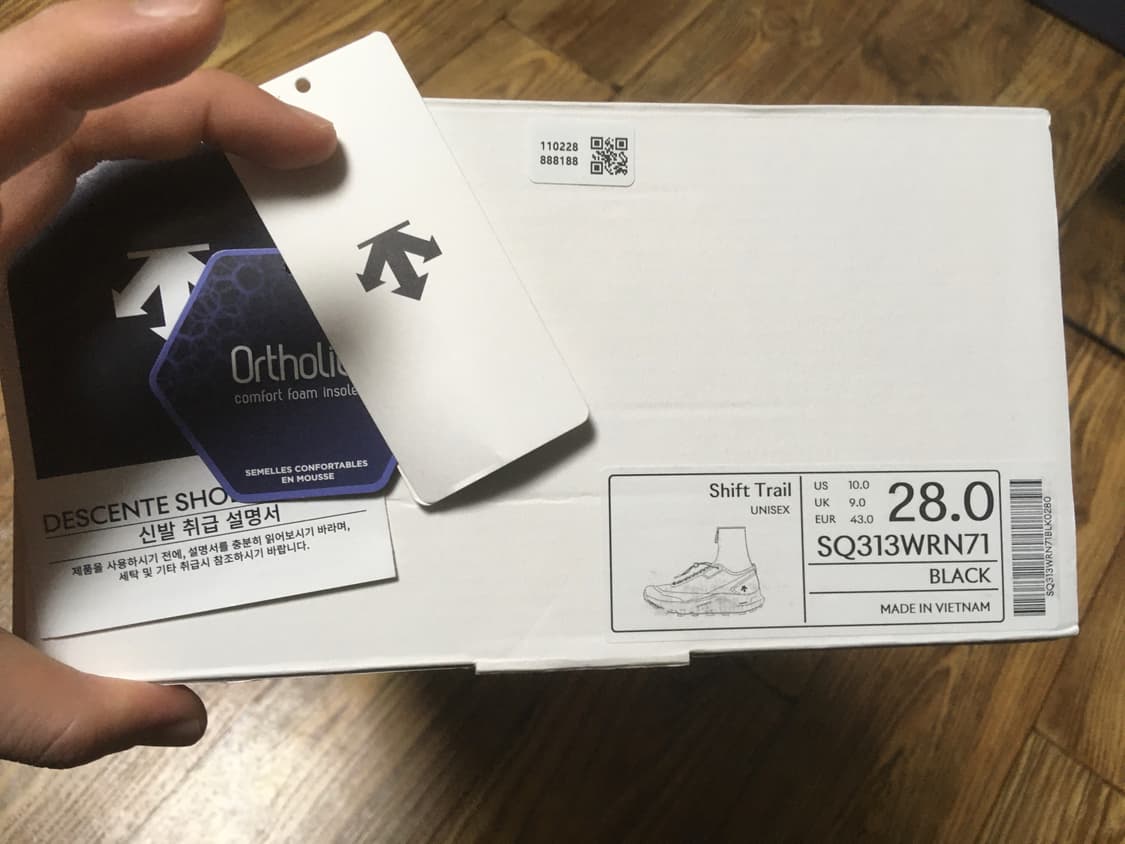 110228
888188
Ortholi
comfort foam insole
SEMELLES CONFORTABLES
EN MOUSSE
DESCENTE SHO
신발 취급 설명서
제품을 사용하시기 전에, 설명서를 충분히 읽어보시기 바라며,
세탁 및 기타 취급시 참조하시기 바랍니다.
Shift Trail
UNISEX
US 10.0
UK 9.0
EUR 43.0
28.0
SQ313WRN71
BLACK
MADE IN VIETNAM
SQ313WRN71BLK0280